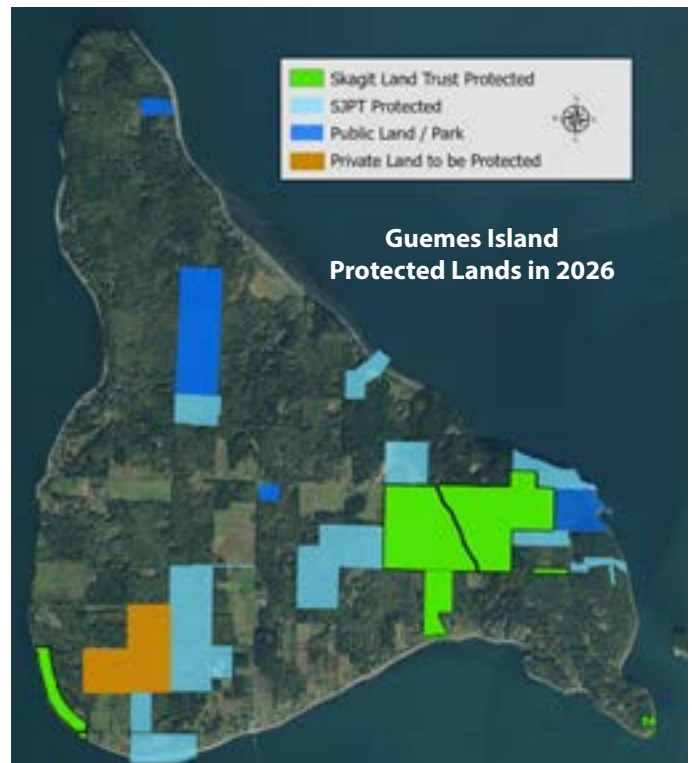 Skagit Land Trust Protected
SJPT Protected
Public Land / Park
Private Land to be Protected
Guemes Island
Protected Lands in 2026